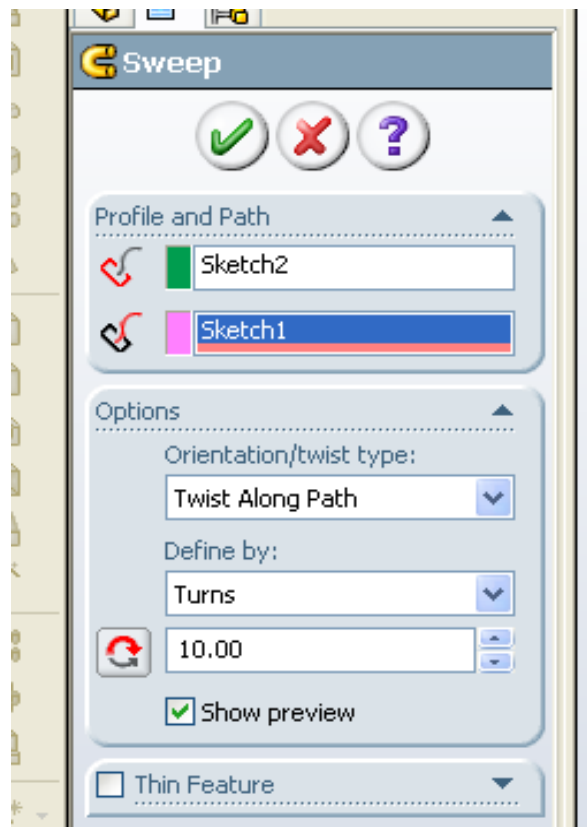 Sweep
?
Profile and Path
Sketch2
Sketch1
Options
Orientation/twist type:
Twist Along Path
Define by:
Turns
10.00
Show preview
Thin Feature